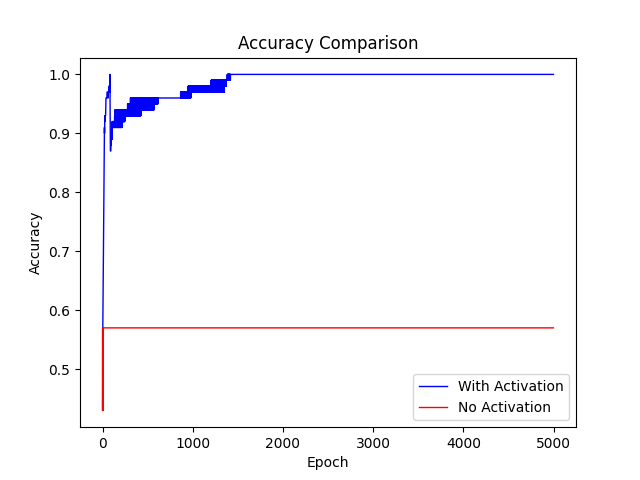 Accuracy Comparison
1.0
0.9
0.8
0.7
0.6
0.5
Accuracy
0 1000 2000 3000 4000 5000
Epoch
With Activation
No Activation